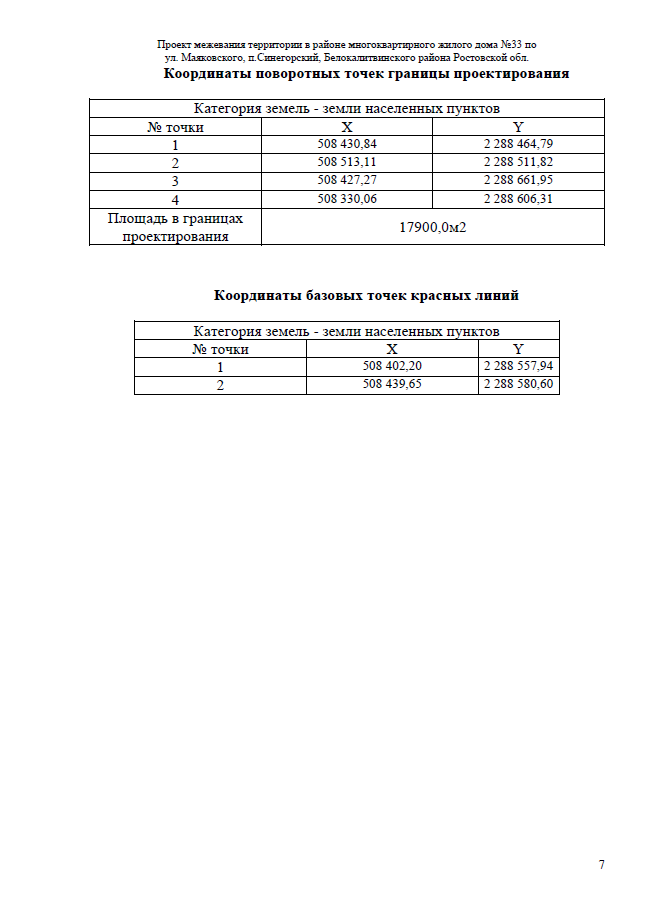 Проект межевания территории в районе многоквартирного жилого дома №33 по
ул. Маяковского, п.Синегорский, Белокалитвинского района Ростовской обл.
Координаты поворотных точек границы проектирования
Категория земель - земли населенных пунктов
№ точки X Y
1 508 430,84 2 288 464,79
2 508 513,11 2 288 511,82
3 508 427,27 2 288 661,95
4 508 330,06 2 288 606,31
Площадь в границах
проектирования 17900,0м2
Координаты базовых точек красных линий
Категория земель - земли населенных пунктов
№ точки X Y
1 508 402,20 2 288 557,94
2 508 439,65 2 288 580,60
7